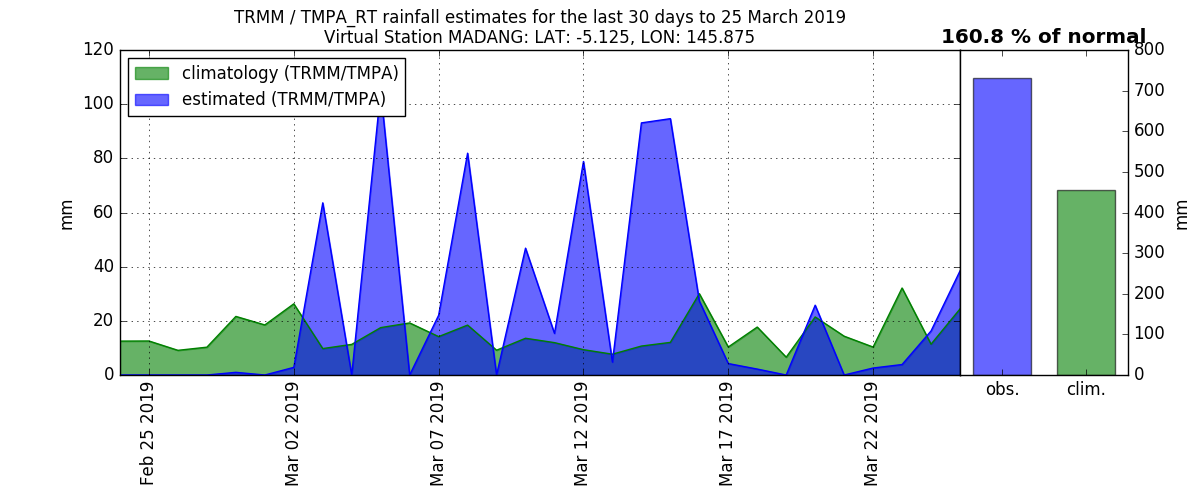 TRMM / TMPA_RT rainfall estimates for the last 30 days to 25 March 2019
Virtual Station MADANG: LAT: -5.125, LON: 145.875
160.8 % of normal
climatology (TRMM/TMPA)
estimated (TRMM/TMPA)
120
100
80
60
40
20
0
mm
Feb 25 2019
Mar 02 2019
Mar 07 2019
Mar 12 2019
Mar 17 2019
Mar 22 2019
800
700
600
500
400
300
200
100
0
mm
obs.
clim.